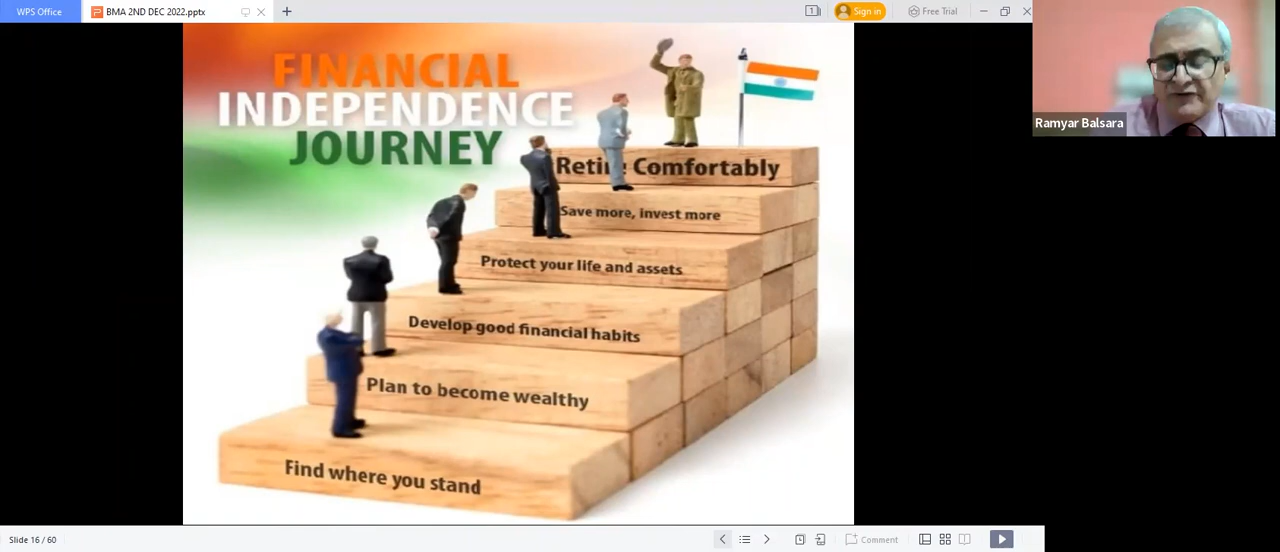 WPS Office
BMA 2ND DEC 2022.pptx
1
Sign in
Free Trial
Ramyar Balsara
FINANCIAL
INDEPENDENCE
JOURNEY
Retire Comfortably
Save more, invest more
Protect your life and assets
Develop good financial habits
Plan to become wealthy
Find where you stand
Slide 16 / 60
Comment